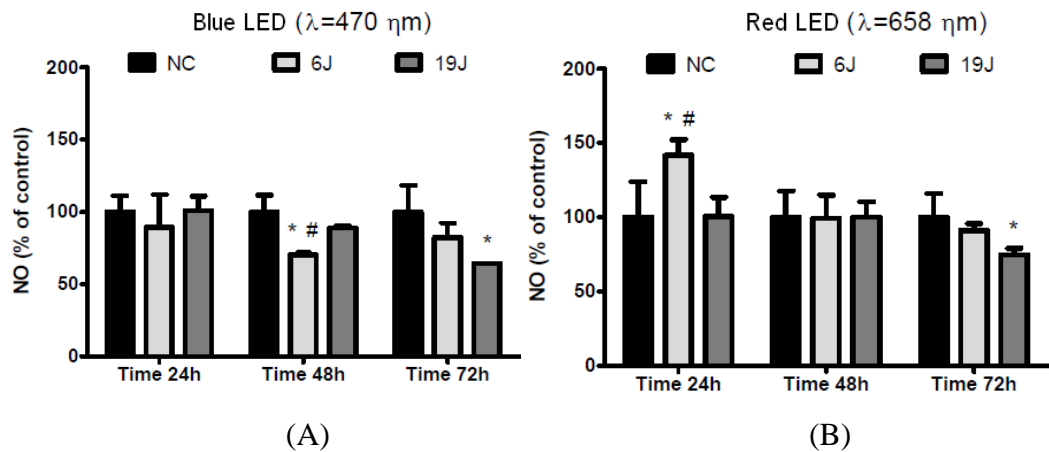 Blue LED (λ=470 ηm)
NC 6J 19J
NO (% of control)
200
150
100
50
0
* #
*
Time 24h Time 48h Time 72h
(A)
Red LED (λ=658 ηm)
NC 6J 19J
NO (% of control)
200
150
100
50
0
* #
*
Time 24h Time 48h Time 72h
(B)